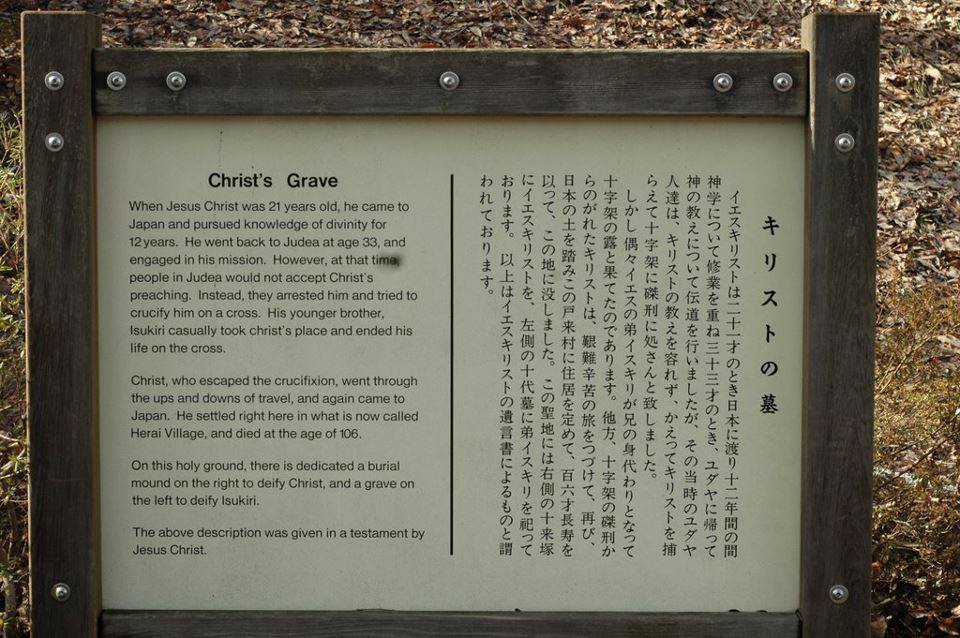 Christ's Grave
When Jesus Christ was 21 years old, he came to
Japan and pursued knowledge of divinity for
12 years. He went back to Judea at age 33, and
engaged in his mission. However, at that time,
people in Judea would not accept Christ's
preaching. Instead, they arrested him and tried to
crucify him on a cross. His younger brother,
Isukiri casually took christ's place and ended his
life on the cross.
Christ, who escaped the crucifixion, went through
the ups and downs of travel, and again came to
Japan. He settled right here in what is now called
Herai Village, and died at the age of 106.
On this holy ground, there is dedicated a burial
mound on the right to deify Christ, and a grave on
the left to deify Isukiri.
The above description was given in a testament by
Jesus Christ.
キリストの墓
イエスキリストは二十一才のとき日本に渡り十二年間の間
神学について修業を重ね三十三才のとき、ユダヤに帰って
神の教えについて伝道を行いましたが、その当時のユダヤ
人達は、キリストの教えを容れず、かえってキリストを捕
らえて十字架に磔刑に処さんと致しました。
しかし偶々イエスの弟イスキリが兄の身代わりとなって
十字架の露と果てたのであります。他方、十字架の磔刑か
らのがれたキリストは、艱難辛苦の旅をつづけて、再び、
日本の土を踏みこの戸来村に住居を定めて、百六才長寿を
以って、この地に没しました。この聖地には右側の十来塚
にイエスキリストを、左側の十代墓に弟イスキリを祀って
おります。以上はイエスキリストの遺言書によるものと謂
われております。